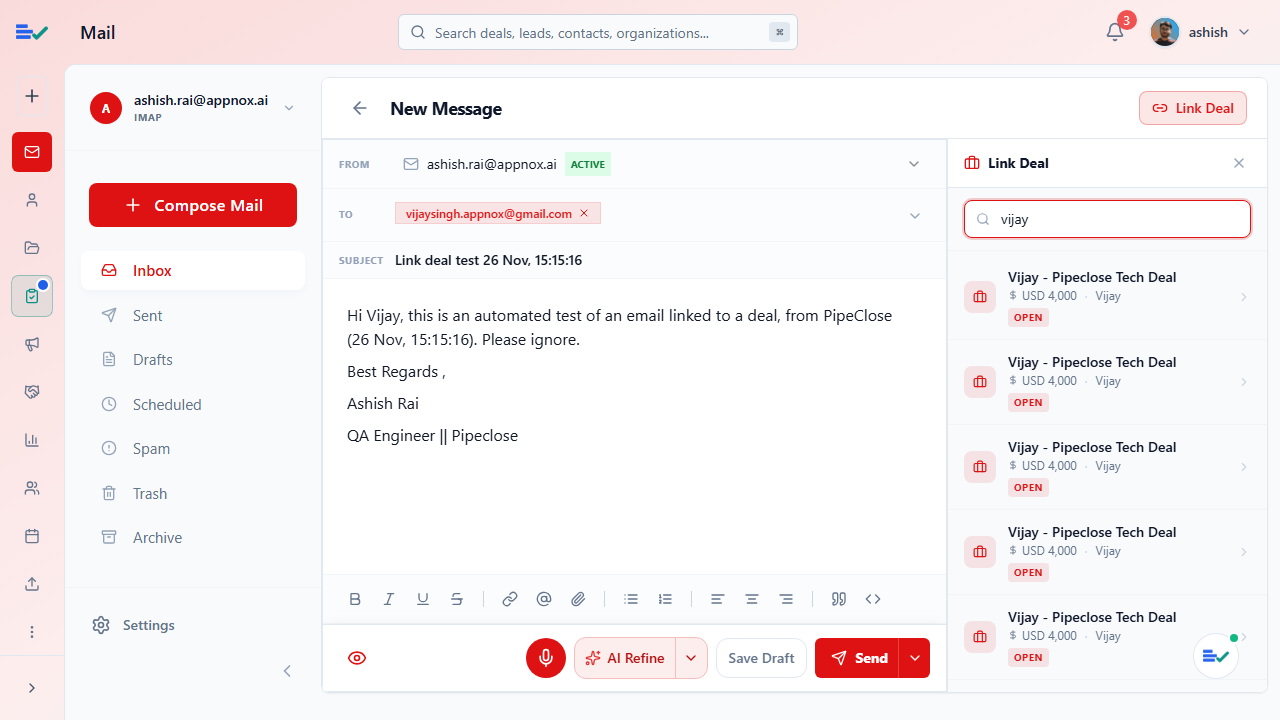 Mail
Search deals, leads, contacts, organizations...
⌘
3
ashish
A
ashish.rai@appnox.ai
IMAP
Compose Mail
Inbox
Sent
Drafts
Scheduled
Spam
Trash
Archive
Settings
New Message
Link Deal
FROM
ashish.rai@appnox.ai
ACTIVE
TO
vijaysingh.appnox@gmail.com
SUBJECT
Link deal test 26 Nov, 15:15:16
Hi Vijay, this is an automated test of an email linked to a deal, from PipeClose
(26 Nov, 15:15:16). Please ignore.
Best Regards ,
Ashish Rai
QA Engineer || Pipeclose
AI Refine
Save Draft
Send
Link Deal
vijay
Vijay - Pipeclose Tech Deal
$ USD 4,000 · Vijay
OPEN
Vijay - Pipeclose Tech Deal
$ USD 4,000 · Vijay
OPEN
Vijay - Pipeclose Tech Deal
$ USD 4,000 · Vijay
OPEN
Vijay - Pipeclose Tech Deal
$ USD 4,000 · Vijay
OPEN
Vijay - Pipeclose Tech Deal
$ USD 4,000 · Vijay
OPEN